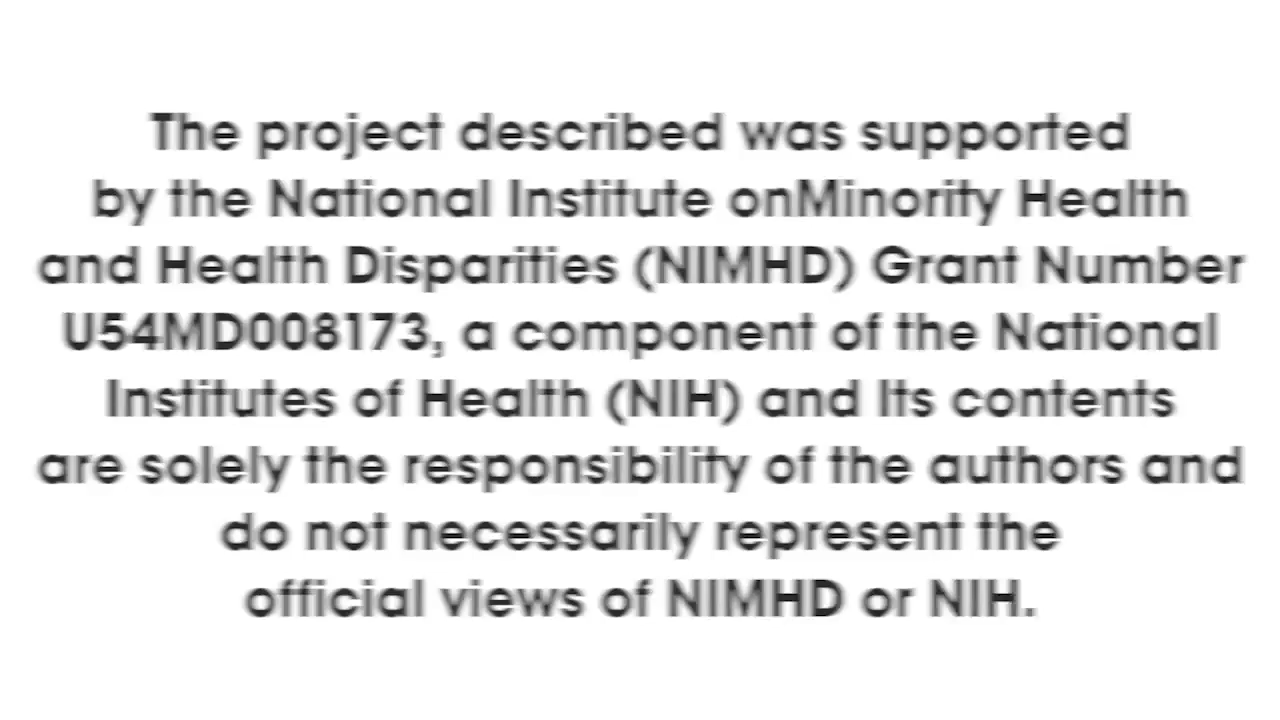 The project described was supported
by the National Institute onMinority Health
and Health Disparities (NIMHD) Grant Number
U54MD008173, a component of the National
Institutes of Health (NIH) and Its contents
are solely the responsibility of the authors and
do not necessarily represent the
official views of NIMHD or NIH.